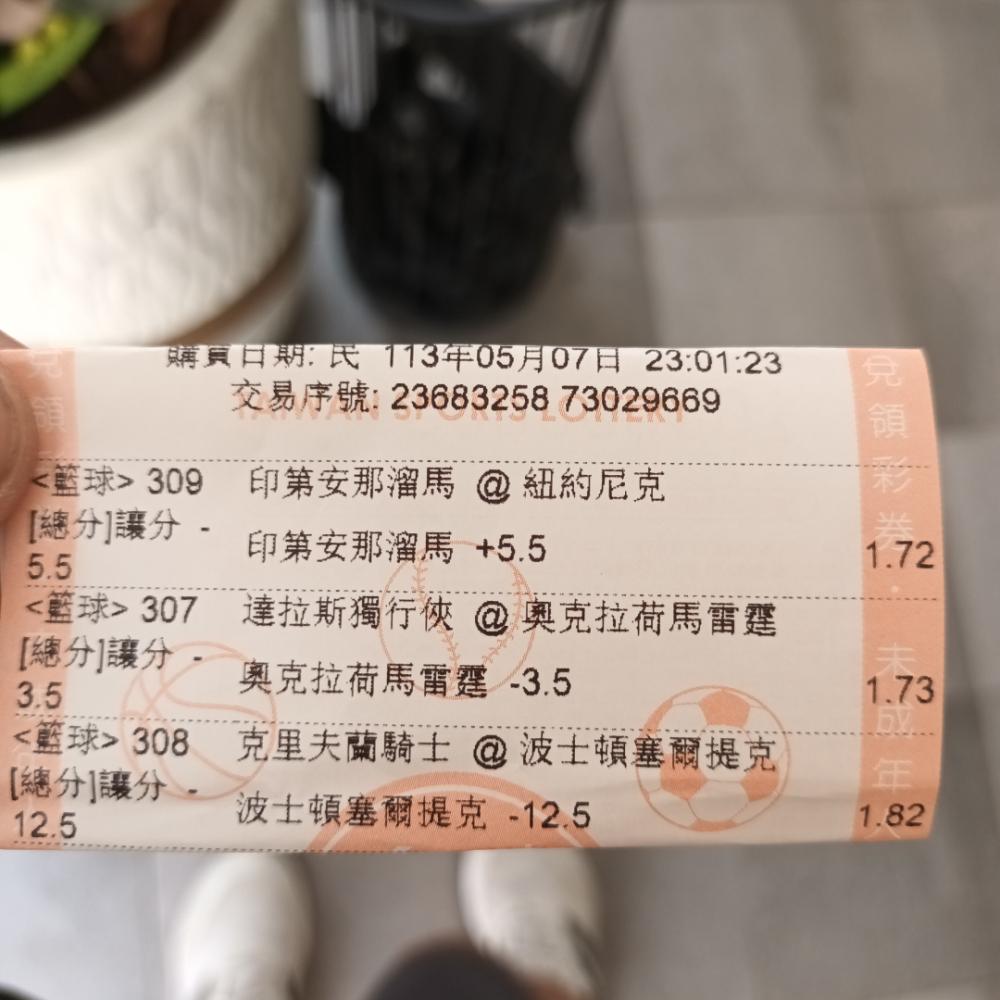 購買日期: 民 113年05月07日 23:01:23
交易序號: 23683258 73029669
TAIWAN SPORTS LOTTERY
<籃球> 309 印第安那溜馬 @ 紐約尼克
[總分]讓分 -
5.5 印第安那溜馬 +5.5 1.72
<籃球> 307 達拉斯獨行俠 @ 奧克拉荷馬雷霆
[總分]讓分 -
3.5 奧克拉荷馬雷霆 -3.5 1.73
<籃球> 308 克里夫蘭騎士 @ 波士頓塞爾提克
[總分]讓分 -
12.5 波士頓塞爾提克 -12.5 1.82
兌領
兌領彩券．未成年人